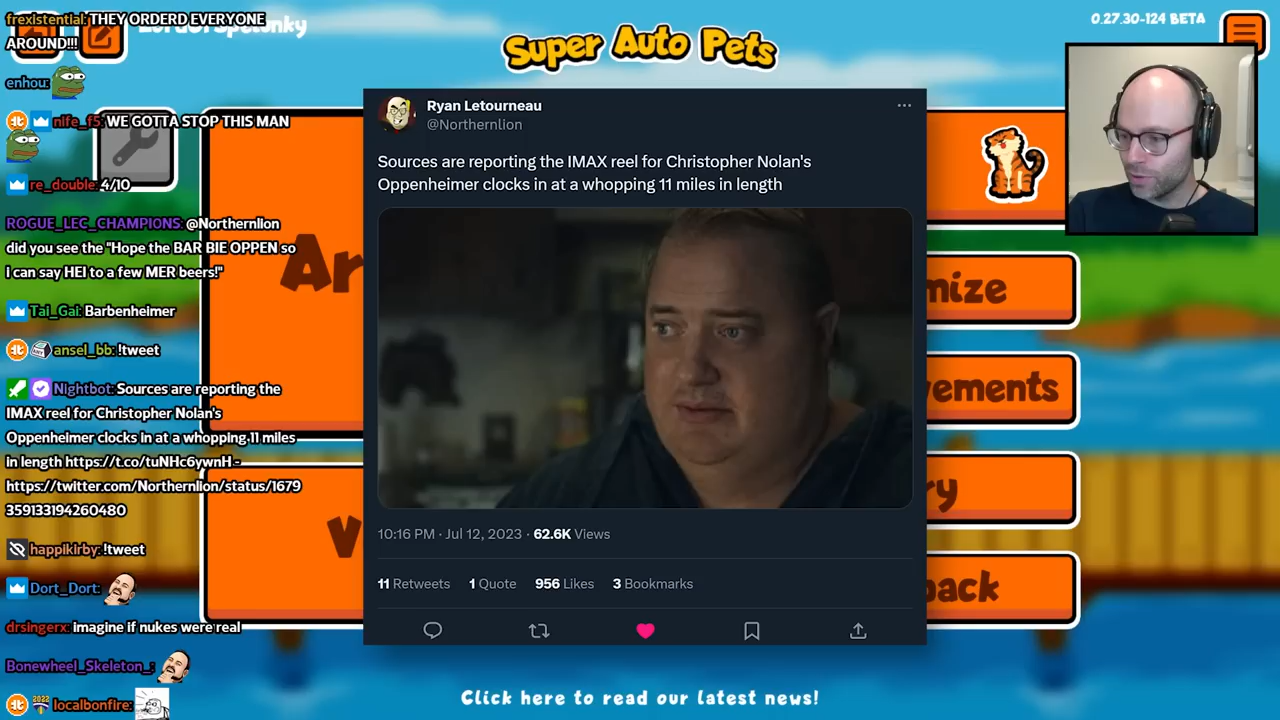 frexistential: THEY ORDERD EVERYONE
AROUND!!!
enhou:
nife_f5: WE GOTTA STOP THIS MAN
re_double: 4/10
ROGUE_LEC_CHAMPIONS: @Northernlion
did you see the "Hope the BAR BIE OPPEN so
i can say HEI to a few MER beers!"
Tai_Gai: Barbenheimer
ansel_bb: !tweet
Nightbot: Sources are reporting the
IMAX reel for Christopher Nolan's
Oppenheimer clocks in at a whopping 11 miles
in length https://t.co/tuNHc6ywnH -
https://twitter.com/Northernlion/status/1679
359133194260480
happikirby: !tweet
Dort_Dort:
drsingerx: imagine if nukes were real
Bonewheel_Skeleton_:
2022
localbonfire:
Super Auto Pets
0.27.30-124 BETA
Ar
V
Ryan Letourneau
@Northernlion
Sources are reporting the IMAX reel for Christopher Nolan's
Oppenheimer clocks in at a whopping 11 miles in length
10:16 PM · Jul 12, 2023 · 62.6K Views
11 Retweets 1 Quote 956 Likes 3 Bookmarks
mize
ements
ry
back
Click here to read our latest news!